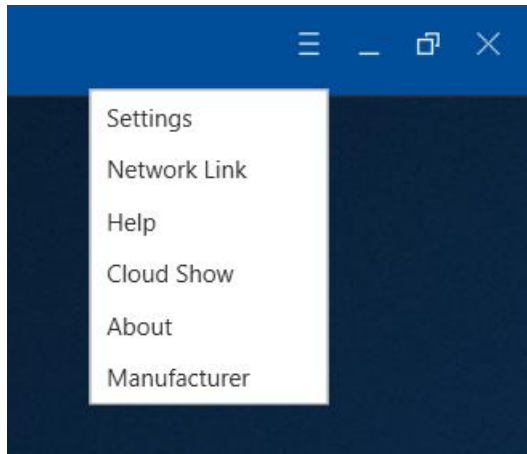 Settings
Network Link
Help
Cloud Show
About
Manufacturer